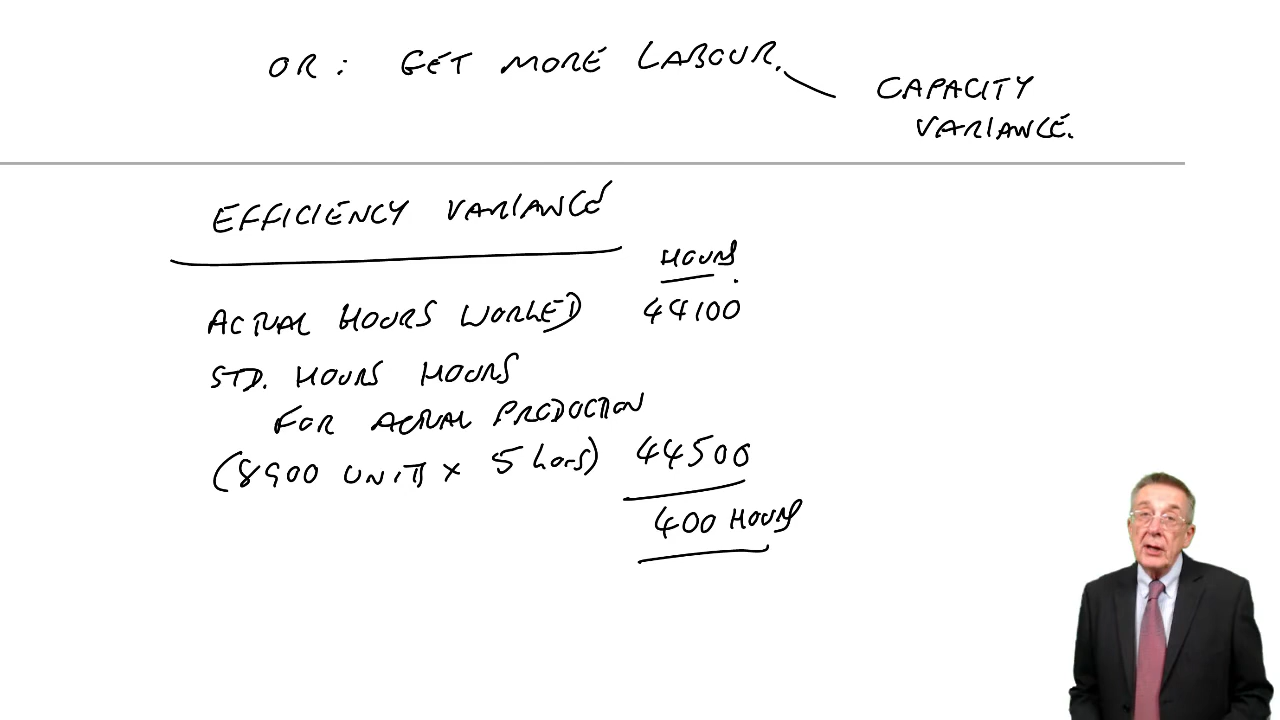 OR : GET MORE LABOUR.
CAPACITY
VARIANCE.
EFFICIENCY VARIANCE
HOURS
ACTUAL HOURS WORKED 44100
STD. HOURS HOURS
FOR ACTUAL PRODUCTION
(8900 UNITS × 5 hours) 44500
400 HOURS